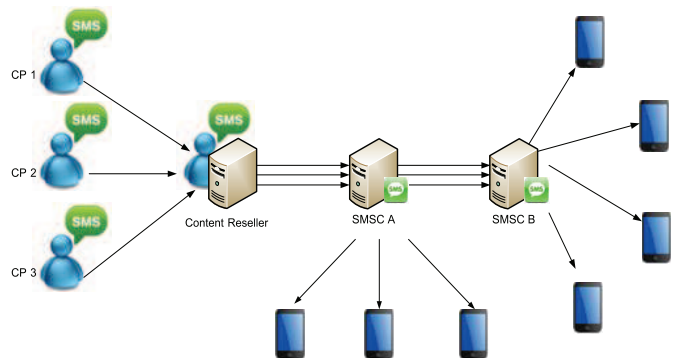 SMS
CP 1
SMS
CP 2
SMS
CP 3
SMS
Content Reseller
SMS
SMSC A
SMS
SMSC B